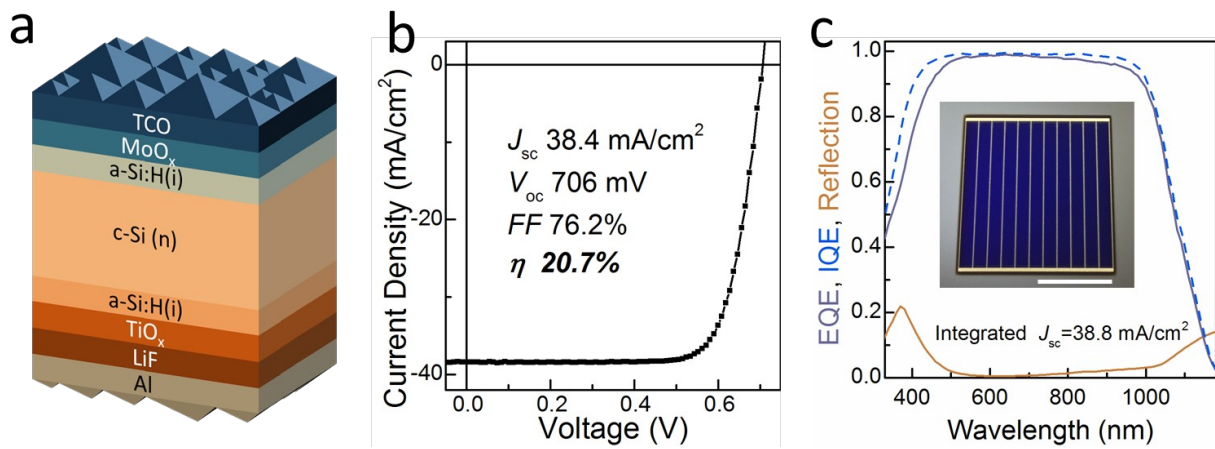 a
TCO
MoOₓ
a-Si:H(i)
c-Si (n)
a-Si:H(i)
TiOₓ
LiF
Al
b
Current Density (mA/cm²)
0
-20
-40
Jsc 38.4 mA/cm²
Voc 706 mV
FF 76.2%
η 20.7%
0.0 0.2 0.4 0.6
Voltage (V)
c
EQE, IQE, Reflection
1.0
0.8
0.6
0.4
0.2
0.0
Integrated Jsc=38.8 mA/cm²
400 600 800 1000
Wavelength (nm)